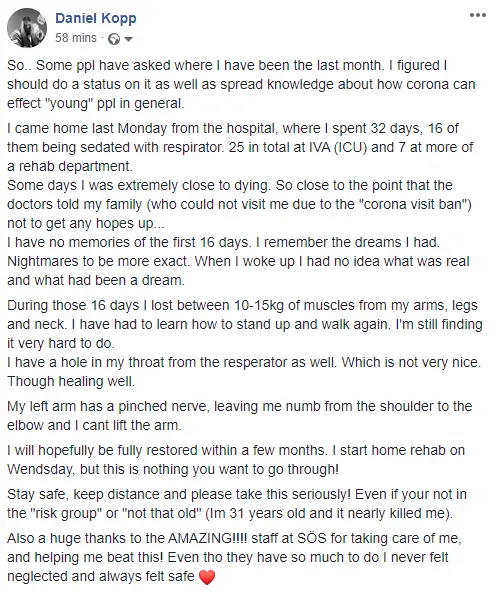 Daniel Kopp
58 mins ·
So.. Some ppl have asked where I have been the last month. I figured I
should do a status on it as well as spread knowledge about how corona can
effect "young" ppl in general.
I came home last Monday from the hospital, where I spent 32 days, 16 of
them being sedated with respirator. 25 in total at IVA (ICU) and 7 at more of
a rehab department.
Some days I was extremely close to dying. So close to the point that the
doctors told my family (who could not visit me due to the "corona visit ban")
not to get any hopes up...
I have no memories of the first 16 days. I remember the dreams I had.
Nightmares to be more exact. When I woke up I had no idea what was real
and what had been a dream.
During those 16 days I lost between 10-15kg of muscles from my arms, legs
and neck. I have had to learn how to stand up and walk again. I'm still finding
it very hard to do.
I have a hole in my throat from the resperator as well. Which is not very nice.
Though healing well.
My left arm has a pinched nerve, leaving me numb from the shoulder to the
elbow and I cant lift the arm.
I will hopefully be fully restored within a few months. I start home rehab on
Wendsday, but this is nothing you want to go through!
Stay safe, keep distance and please take this seriously! Even if your not in
the "risk group" or "not that old" (Im 31 years old and it nearly killed me).
Also a huge thanks to the AMAZING!!!! staff at SÖS for taking care of me,
and helping me beat this! Even tho they have so much to do I never felt
neglected and always felt safe ❤️